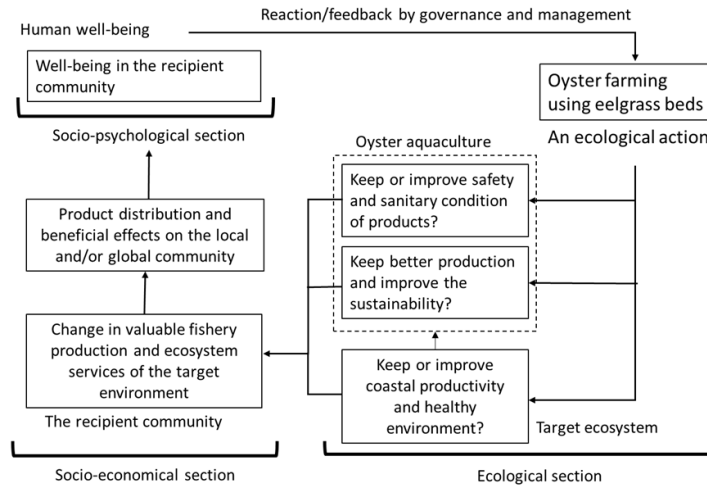 Reaction/feedback by governance and management
Human well-being
Well-being in the recipient
community
Socio-psychological section
Oyster farming
using eelgrass beds
An ecological action
Oyster aquaculture
Keep or improve safety
and sanitary condition
of products?
Product distribution and
beneficial effects on the local
and/or global community
Keep better production
and improve the
sustainability?
Change in valuable fishery
production and ecosystem
services of the target
environment
The recipient community
Keep or improve
coastal productivity
and healthy
environment?
Target ecosystem
Socio-economical section
Ecological section